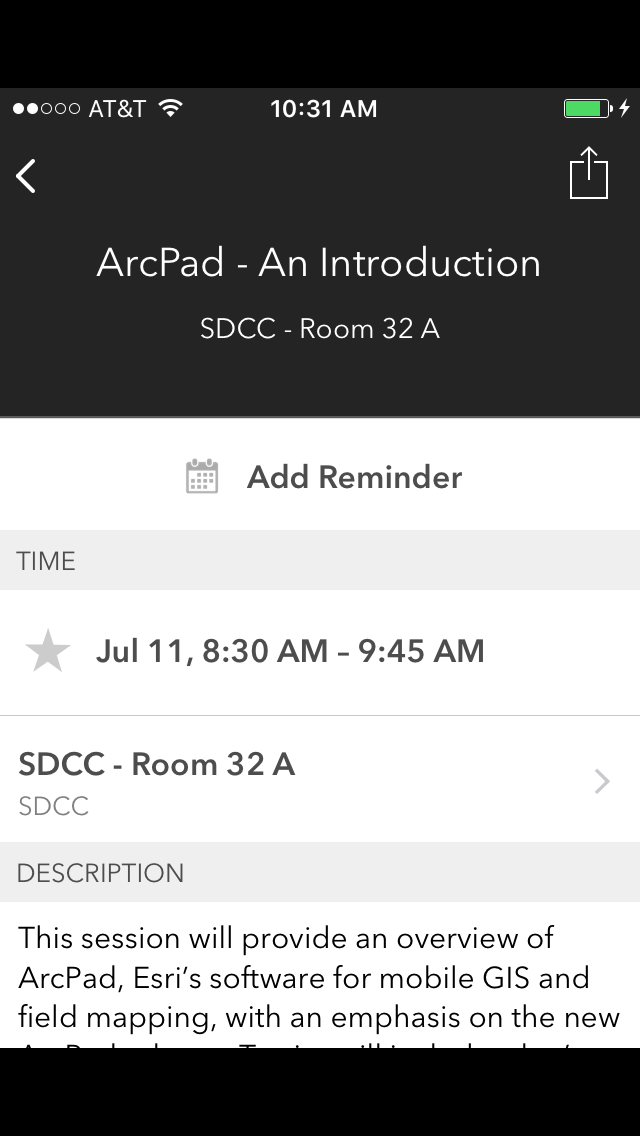 AT&T 10:31 AM
ArcPad - An Introduction
SDCC - Room 32 A
Add Reminder
TIME
Jul 11, 8:30 AM – 9:45 AM
SDCC - Room 32 A
SDCC
DESCRIPTION
This session will provide an overview of
ArcPad, Esri’s software for mobile GIS and
field mapping, with an emphasis on the new